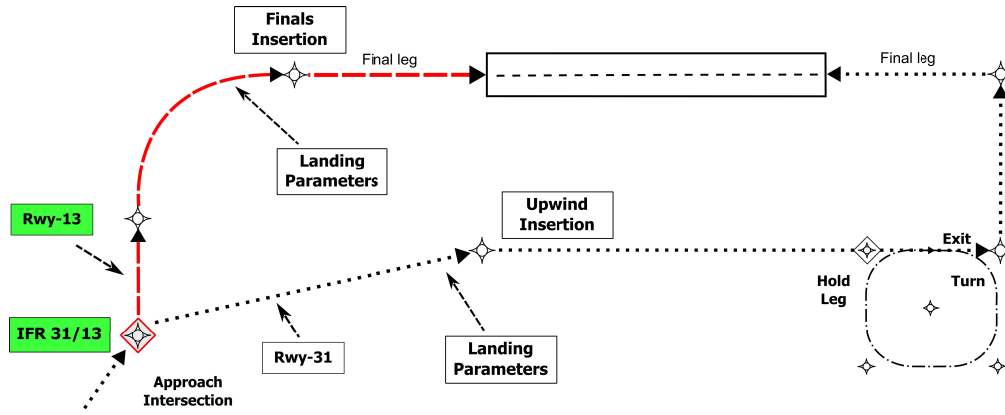 Finals
Insertion
Final leg
Final leg
Landing
Parameters
Rwy-13
Upwind
Insertion
Exit
Hold
Leg
Turn
IFR 31/13
Rwy-31
Landing
Parameters
Approach
Intersection